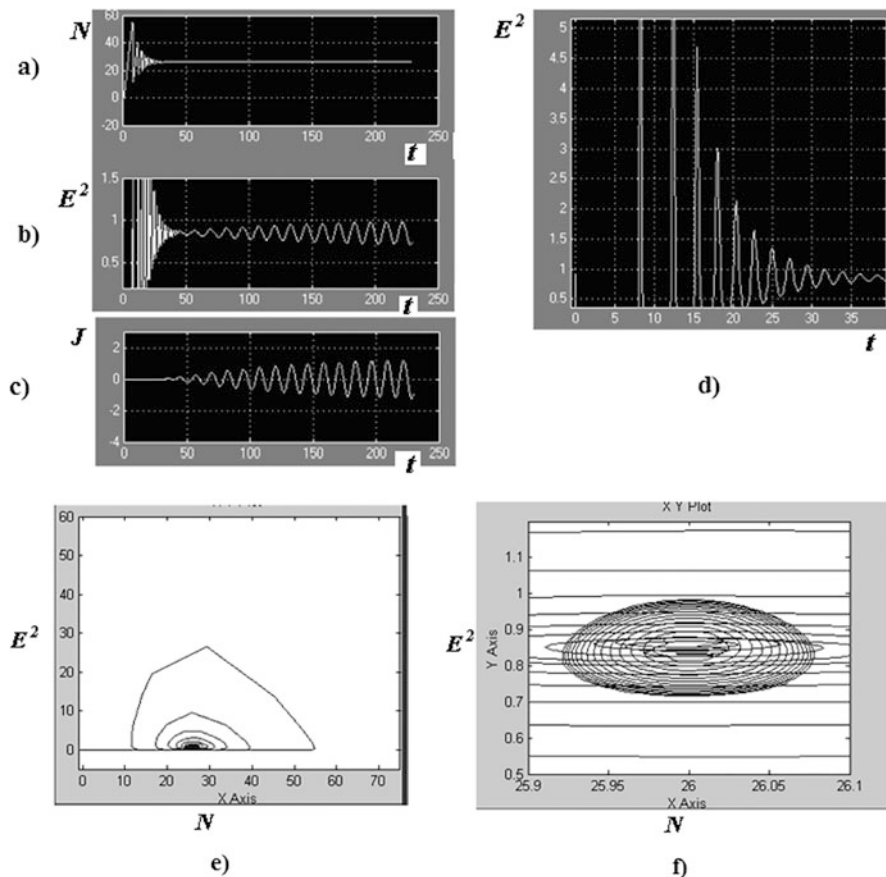 a)
N
60
40
20
0
-20
0 50 100 150 200 250
t
b)
E²
1.5
1
0.5
0 50 100 150 200 250
t
c)
J
2
0
-2
-4
0 50 100 150 200 250
t
E²
5
4.5
4
3.5
3
2.5
2
1.5
1
0.5
0 5 10 15 20 25 30 35
t
d)
E²
60
50
40
30
20
10
0
0 10 20 30 40 50 60 70
X Axis
N
e)
X Y Plot
E²
Y Axis
1.1
1
0.9
0.8
0.7
0.6
0.5
25.9 25.95 26 26.05 26.1
X Axis
N
f)